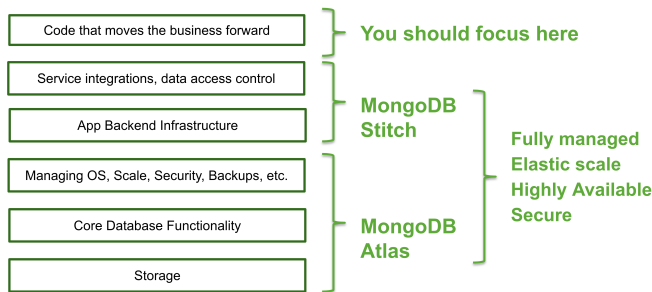 Code that moves the business forward
You should focus here
Service integrations, data access control
App Backend Infrastructure
MongoDB
Stitch
Managing OS, Scale, Security, Backups, etc.
Core Database Functionality
Storage
MongoDB
Atlas
Fully managed
Elastic scale
Highly Available
Secure